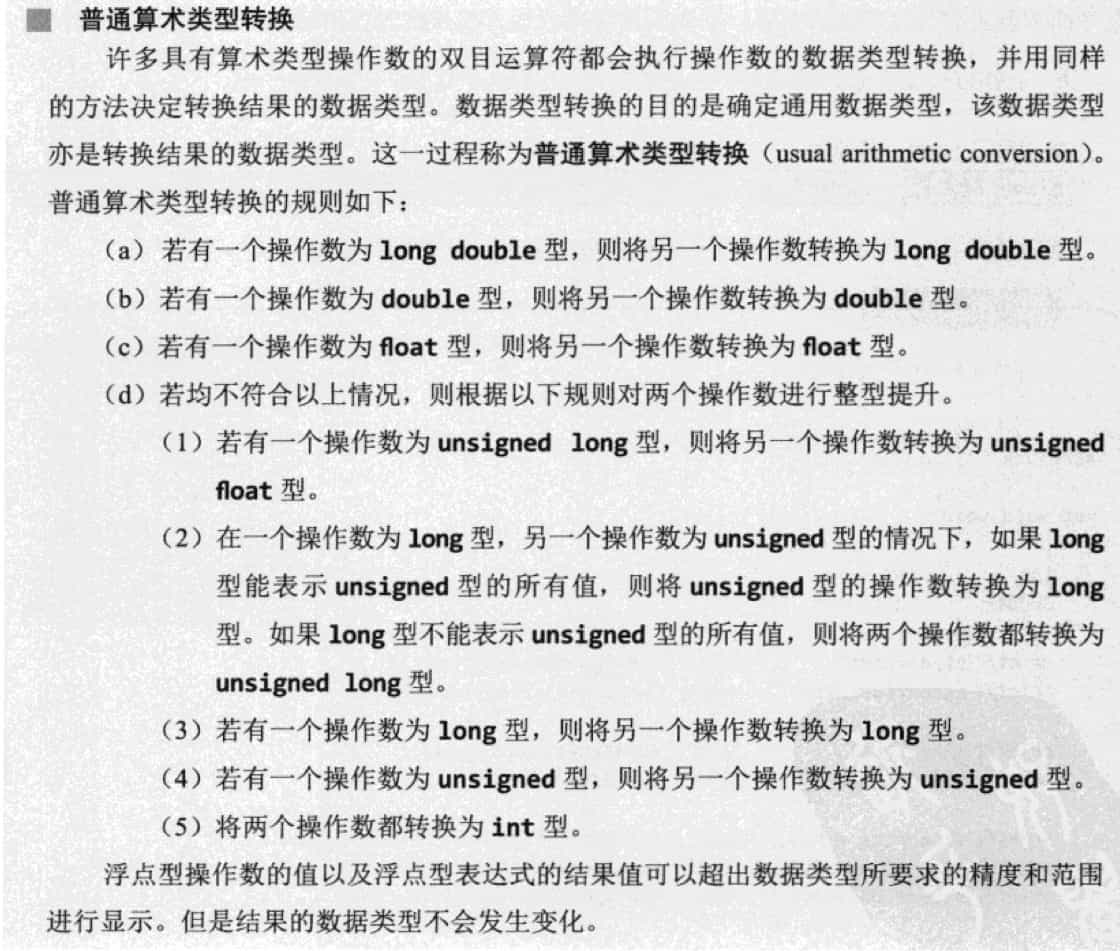 普通算术类型转换
许多具有算术类型操作数的双目运算符都会执行操作数的数据类型转换，并用同样
的方法决定转换结果的数据类型。数据类型转换的目的是确定通用数据类型，该数据类型
亦是转换结果的数据类型。这一过程称为普通算术类型转换（usual arithmetic conversion）。
普通算术类型转换的规则如下：
（a）若有一个操作数为 long double 型，则将另一个操作数转换为 long double 型。
（b）若有一个操作数为 double 型，则将另一个操作数转换为 double 型。
（c）若有一个操作数为 float 型，则将另一个操作数转换为 float 型。
（d）若均不符合以上情况，则根据以下规则对两个操作数进行整型提升。
（1）若有一个操作数为 unsigned long 型，则将另一个操作数转换为 unsigned
float 型。
（2）在一个操作数为 long 型，另一个操作数为 unsigned 型的情况下，如果 long
型能表示 unsigned 型的所有值，则将 unsigned 型的操作数转换为 long
型。如果 long 型不能表示 unsigned 型的所有值，则将两个操作数都转换为
unsigned long 型。
（3）若有一个操作数为 long 型，则将另一个操作数转换为 long 型。
（4）若有一个操作数为 unsigned 型，则将另一个操作数转换为 unsigned 型。
（5）将两个操作数都转换为 int 型。
浮点型操作数的值以及浮点型表达式的结果值可以超出数据类型所要求的精度和范围
进行显示。但是结果的数据类型不会发生变化。